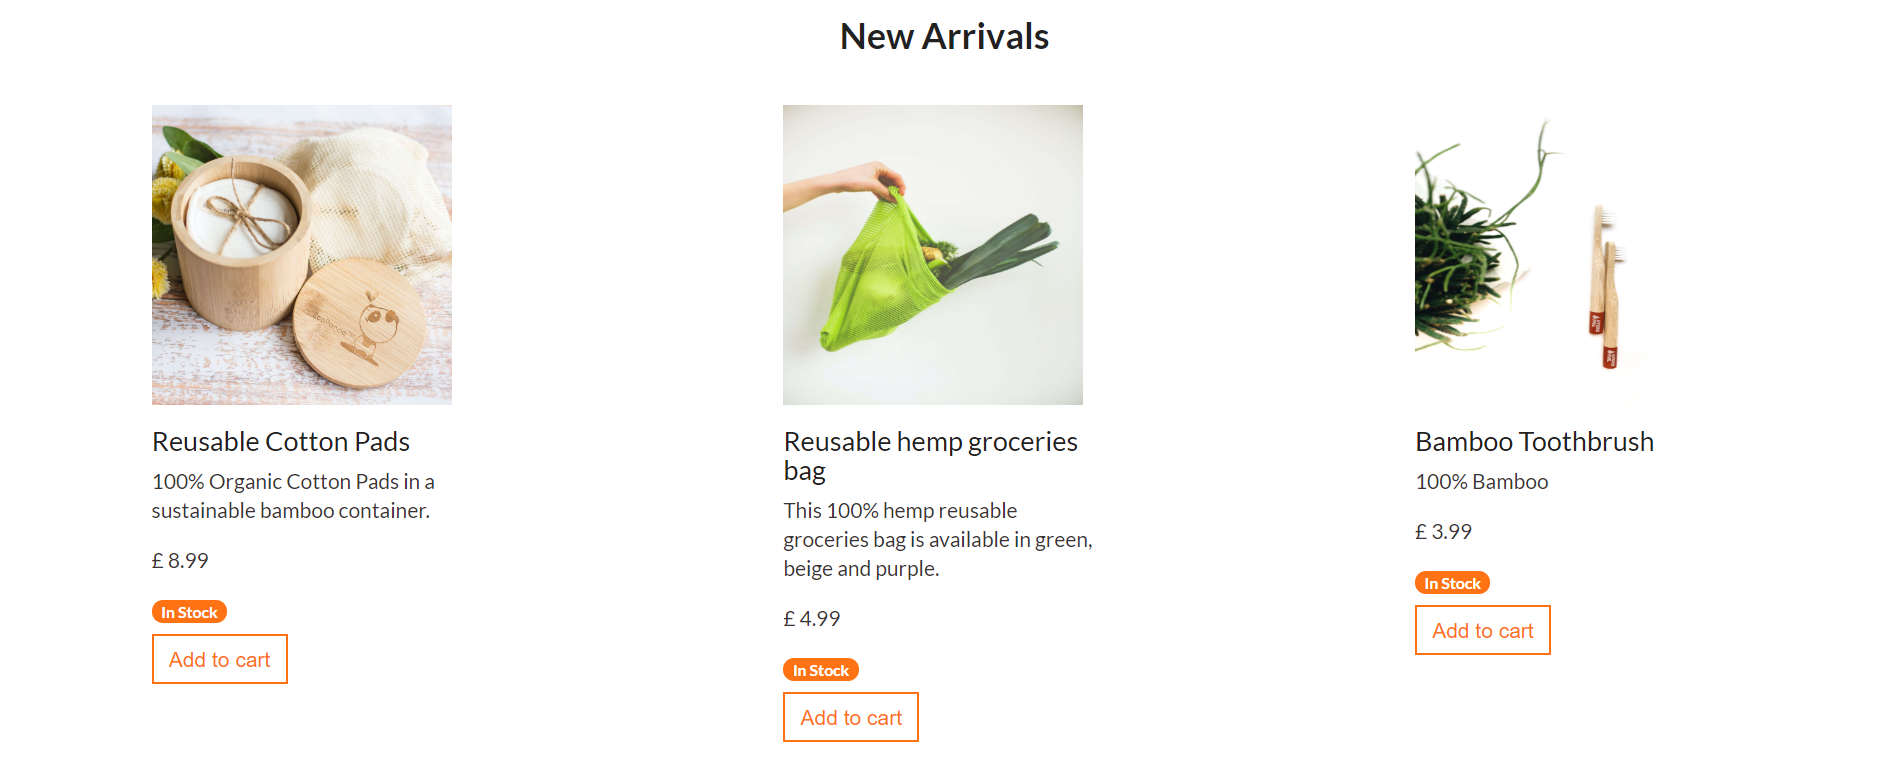 New Arrivals
Reusable Cotton Pads
100% Organic Cotton Pads in a
sustainable bamboo container.
£ 8.99
In Stock
Add to cart
Reusable hemp groceries
bag
This 100% hemp reusable
groceries bag is available in green,
beige and purple.
£ 4.99
In Stock
Add to cart
Bamboo Toothbrush
100% Bamboo
£ 3.99
In Stock
Add to cart